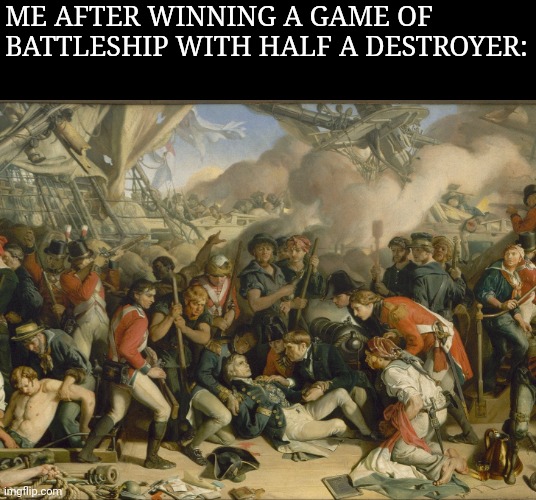 ME AFTER WINNING A GAME OF
BATTLESHIP WITH HALF A DESTROYER:
imgflip.com